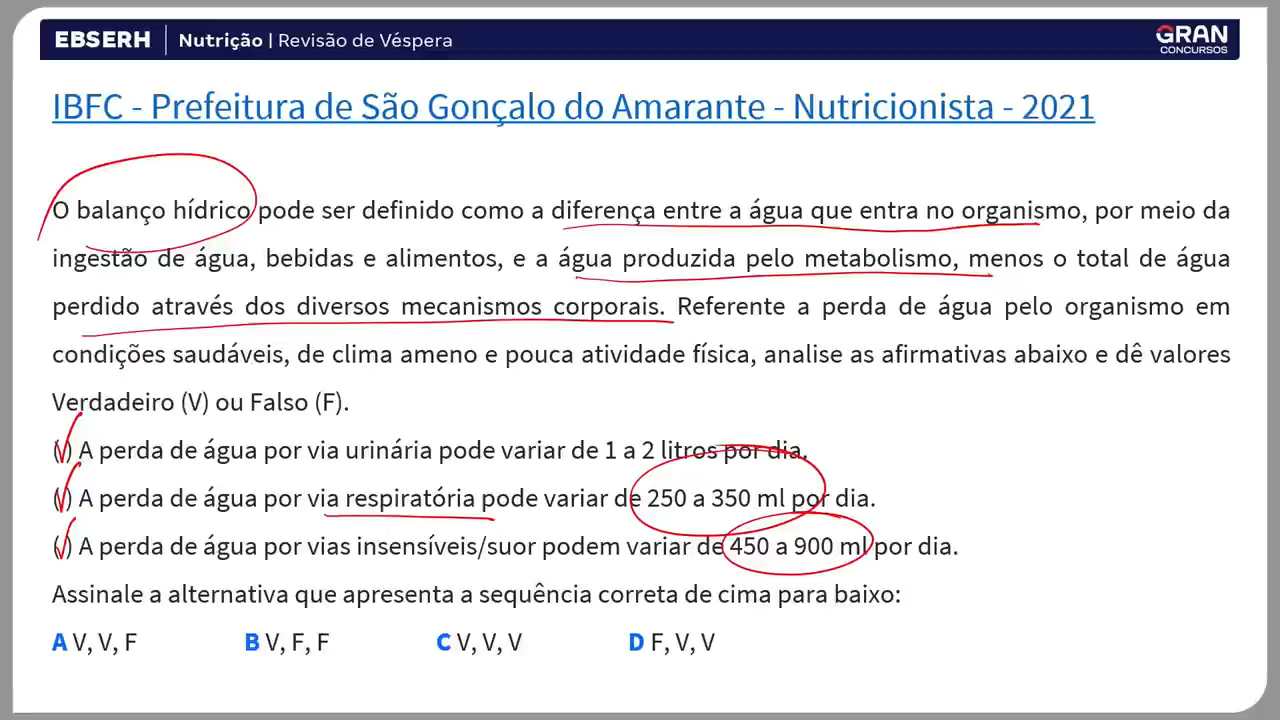 EBSERH | Nutrição | Revisão de Véspera
GRAN CONCURSOS
IBFC - Prefeitura de São Gonçalo do Amarante - Nutricionista - 2021
O balanço hídrico pode ser definido como a diferença entre a água que entra no organismo, por meio da
ingestão de água, bebidas e alimentos, e a água produzida pelo metabolismo, menos o total de água
perdido através dos diversos mecanismos corporais. Referente a perda de água pelo organismo em
condições saudáveis, de clima ameno e pouca atividade física, analise as afirmativas abaixo e dê valores
Verdadeiro (V) ou Falso (F).
( ) A perda de água por via urinária pode variar de 1 a 2 litros por dia.
( ) A perda de água por via respiratória pode variar de 250 a 350 ml por dia.
( ) A perda de água por vias insensíveis/suor podem variar de 450 a 900 ml por dia.
Assinale a alternativa que apresenta a sequência correta de cima para baixo:
A V, V, F B V, F, F C V, V, V D F, V, V